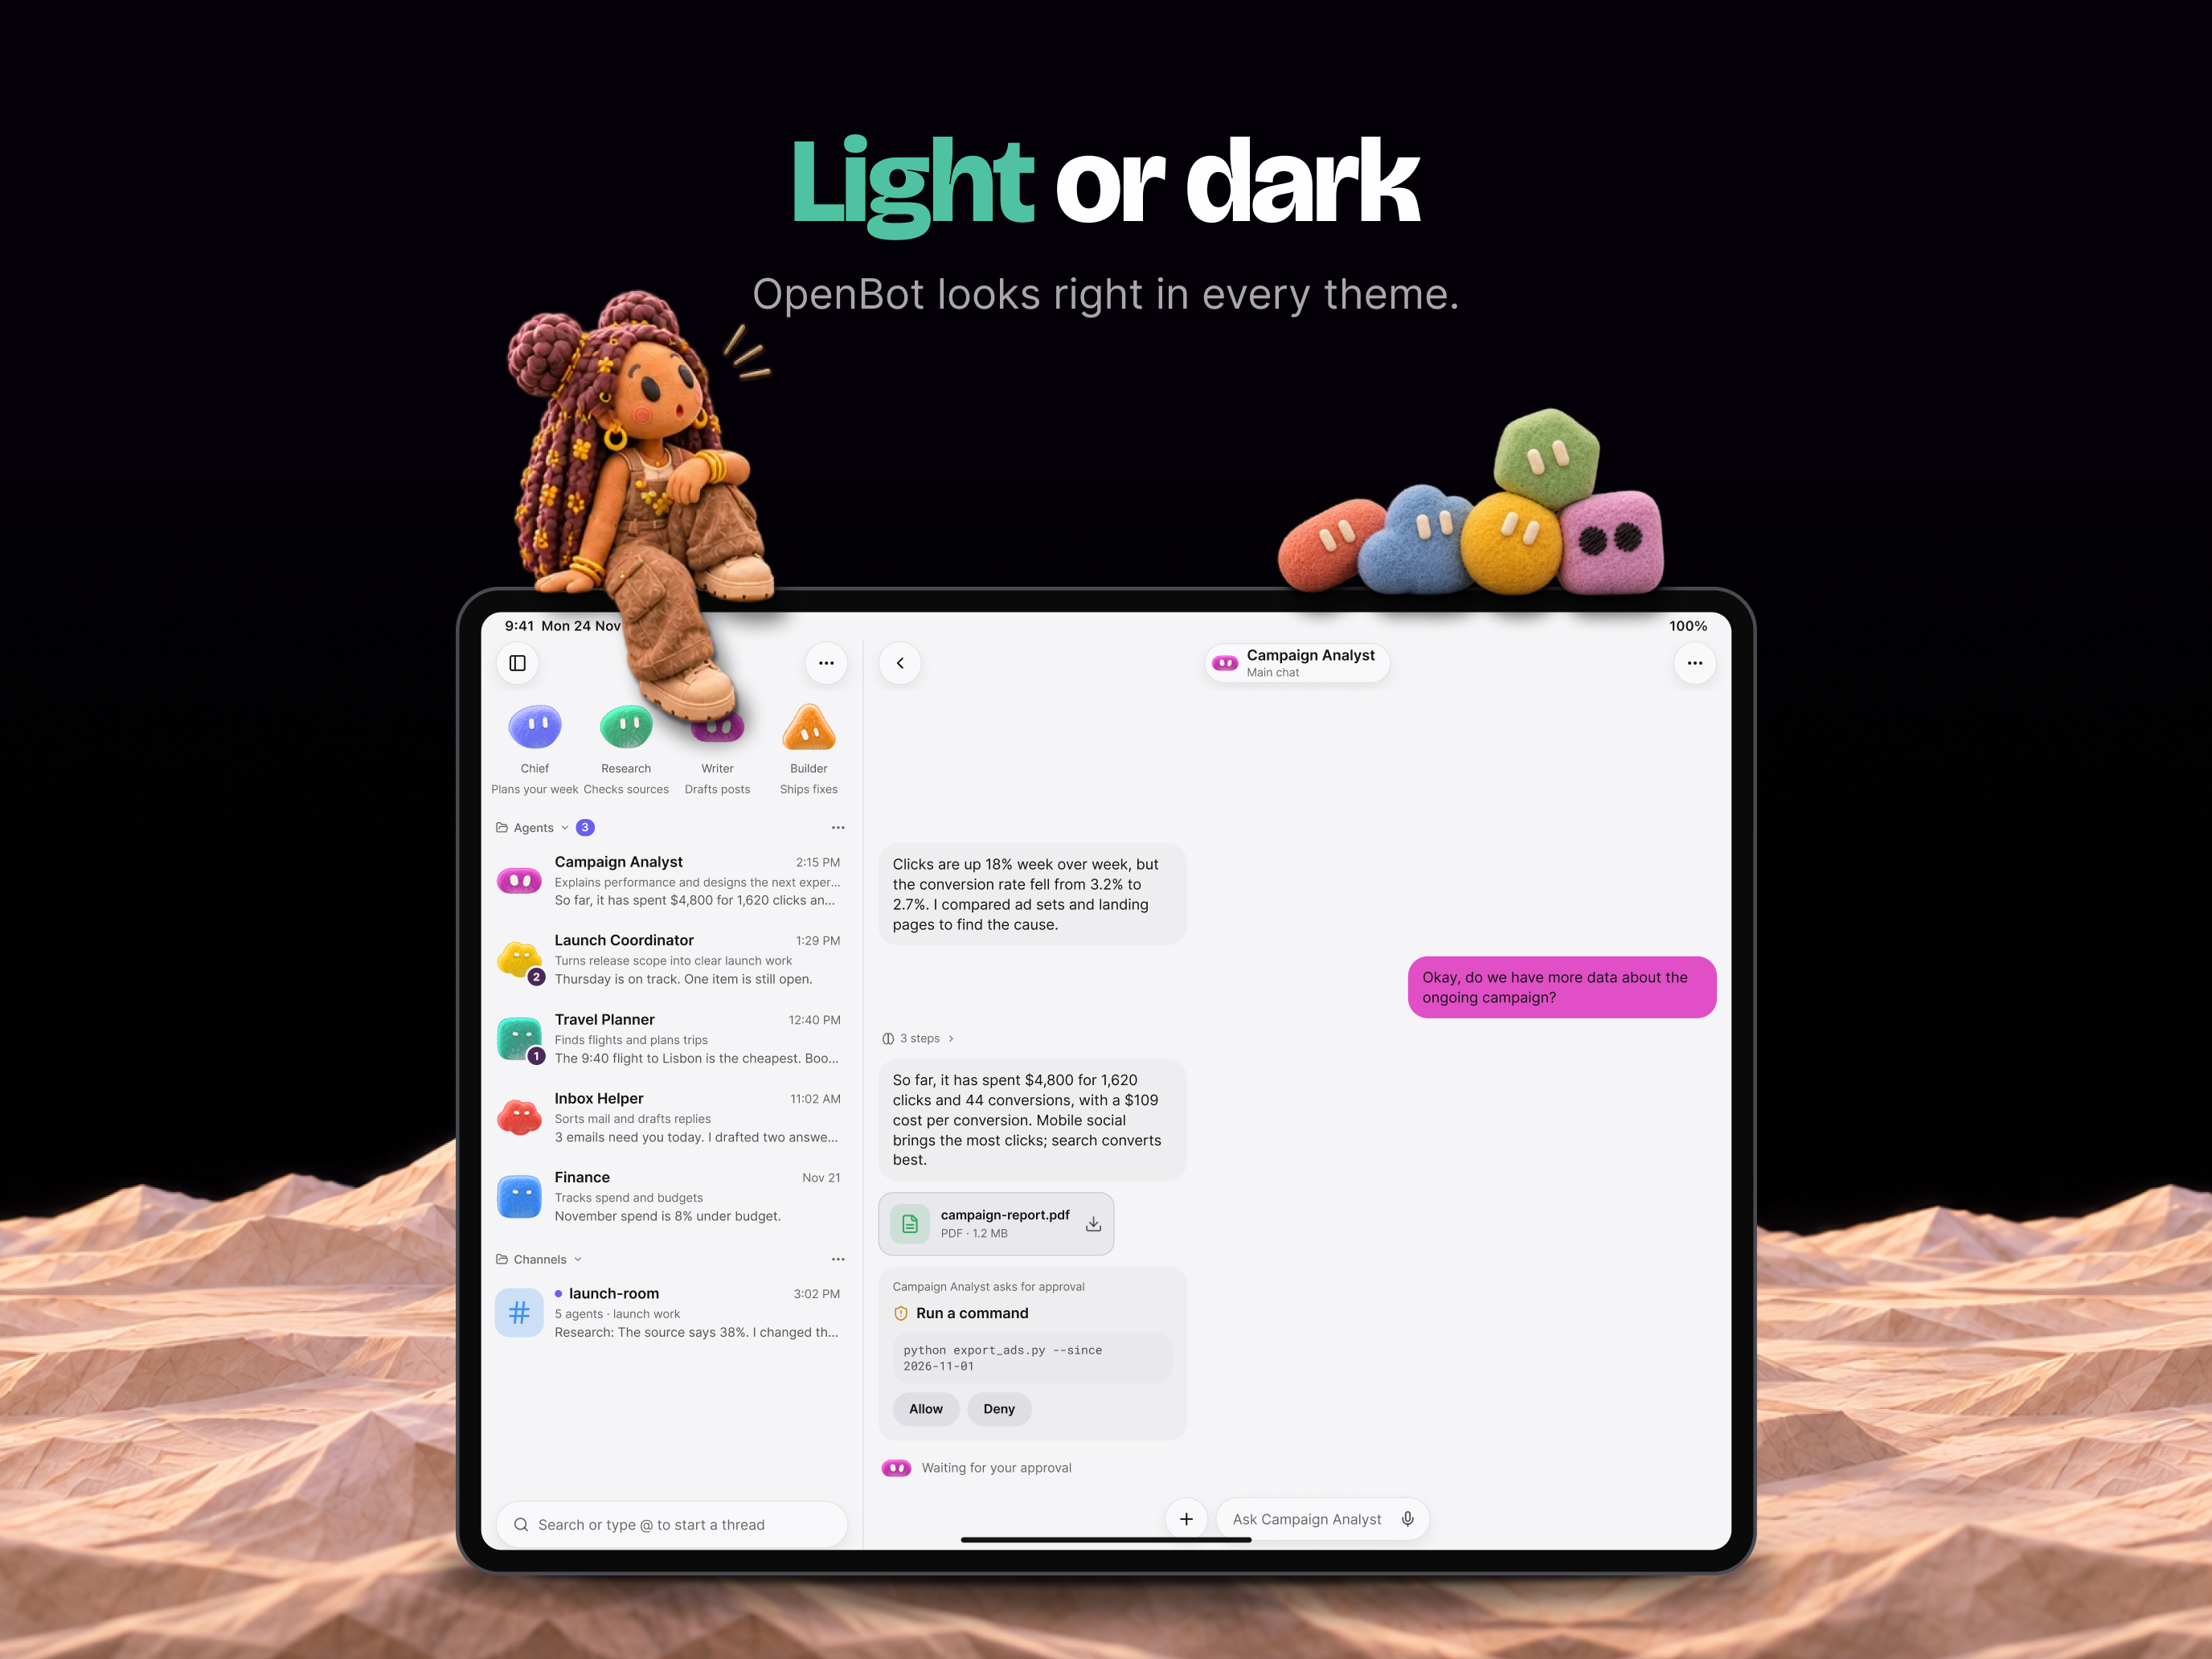 Light or dark
OpenBot looks right in every theme.
9:41 Mon 24 Nov
100%
Chief
Plans your week
Research
Checks sources
Writer
Drafts posts
Builder
Ships fixes
Agents 3
Campaign Analyst 2:15 PM
Explains performance and designs the next exper...
So far, it has spent $4,800 for 1,620 clicks an...
Launch Coordinator 1:29 PM
Turns release scope into clear launch work
Thursday is on track. One item is still open.
2
Travel Planner 12:40 PM
Finds flights and plans trips
The 9:40 flight to Lisbon is the cheapest. Boo...
1
Inbox Helper 11:02 AM
Sorts mail and drafts replies
3 emails need you today. I drafted two answe...
Finance Nov 21
Tracks spend and budgets
November spend is 8% under budget.
Channels
# launch-room 3:02 PM
5 agents · launch work
Research: The source says 38%. I changed th...
Search or type @ to start a thread
Campaign Analyst
Main chat
Clicks are up 18% week over week, but
the conversion rate fell from 3.2% to
2.7%. I compared ad sets and landing
pages to find the cause.
Okay, do we have more data about the
ongoing campaign?
3 steps
So far, it has spent $4,800 for 1,620
clicks and 44 conversions, with a $109
cost per conversion. Mobile social
brings the most clicks; search converts
best.
campaign-report.pdf
PDF · 1.2 MB
Campaign Analyst asks for approval
Run a command
python export_ads.py --since
2026-11-01
Allow
Deny
Waiting for your approval
Ask Campaign Analyst